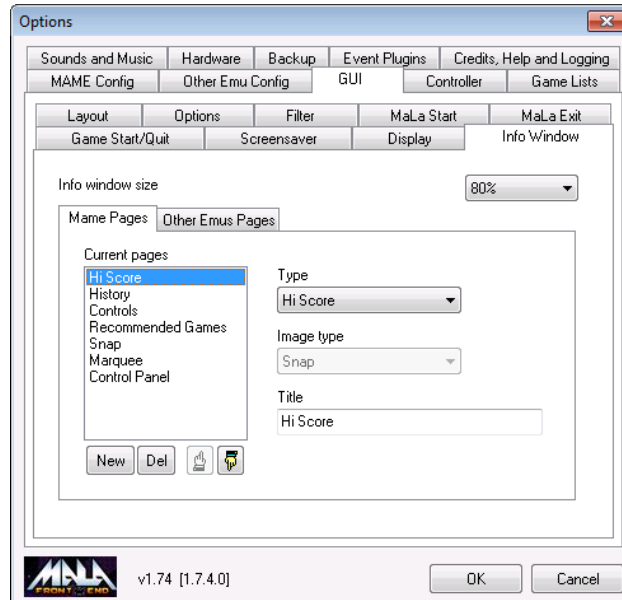 Options
Sounds and Music Hardware Backup Event Plugins Credits, Help and Logging
MAME Config Other Emu Config GUI Controller Game Lists
Layout Options Filter MaLa Start MaLa Exit
Game Start/Quit Screensaver Display Info Window
Info window size 80%
Mame Pages Other Emus Pages
Current pages
Hi Score
History
Controls
Recommended Games
Snap
Marquee
Control Panel
Type
Hi Score
Image type
Snap
Title
Hi Score
New Del
MALA
FRONT END
v1.74 [1.7.4.0]
OK Cancel